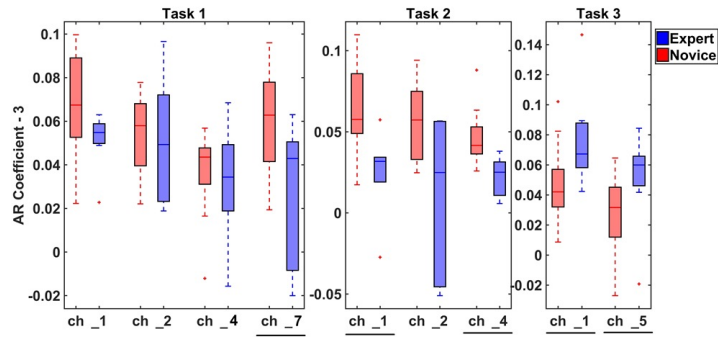 Task 1
Task 2
Task 3
Expert
Novice
AR Coefficient - 3
0.1
0.08
0.06
0.04
0.02
0
-0.02
0.1
0.05
0
-0.05
0.14
0.12
0.1
0.08
0.06
0.04
0.02
0
-0.02
ch _1
ch _2
ch _4
ch _7
ch _1
ch _2
ch _4
ch _1
ch _5